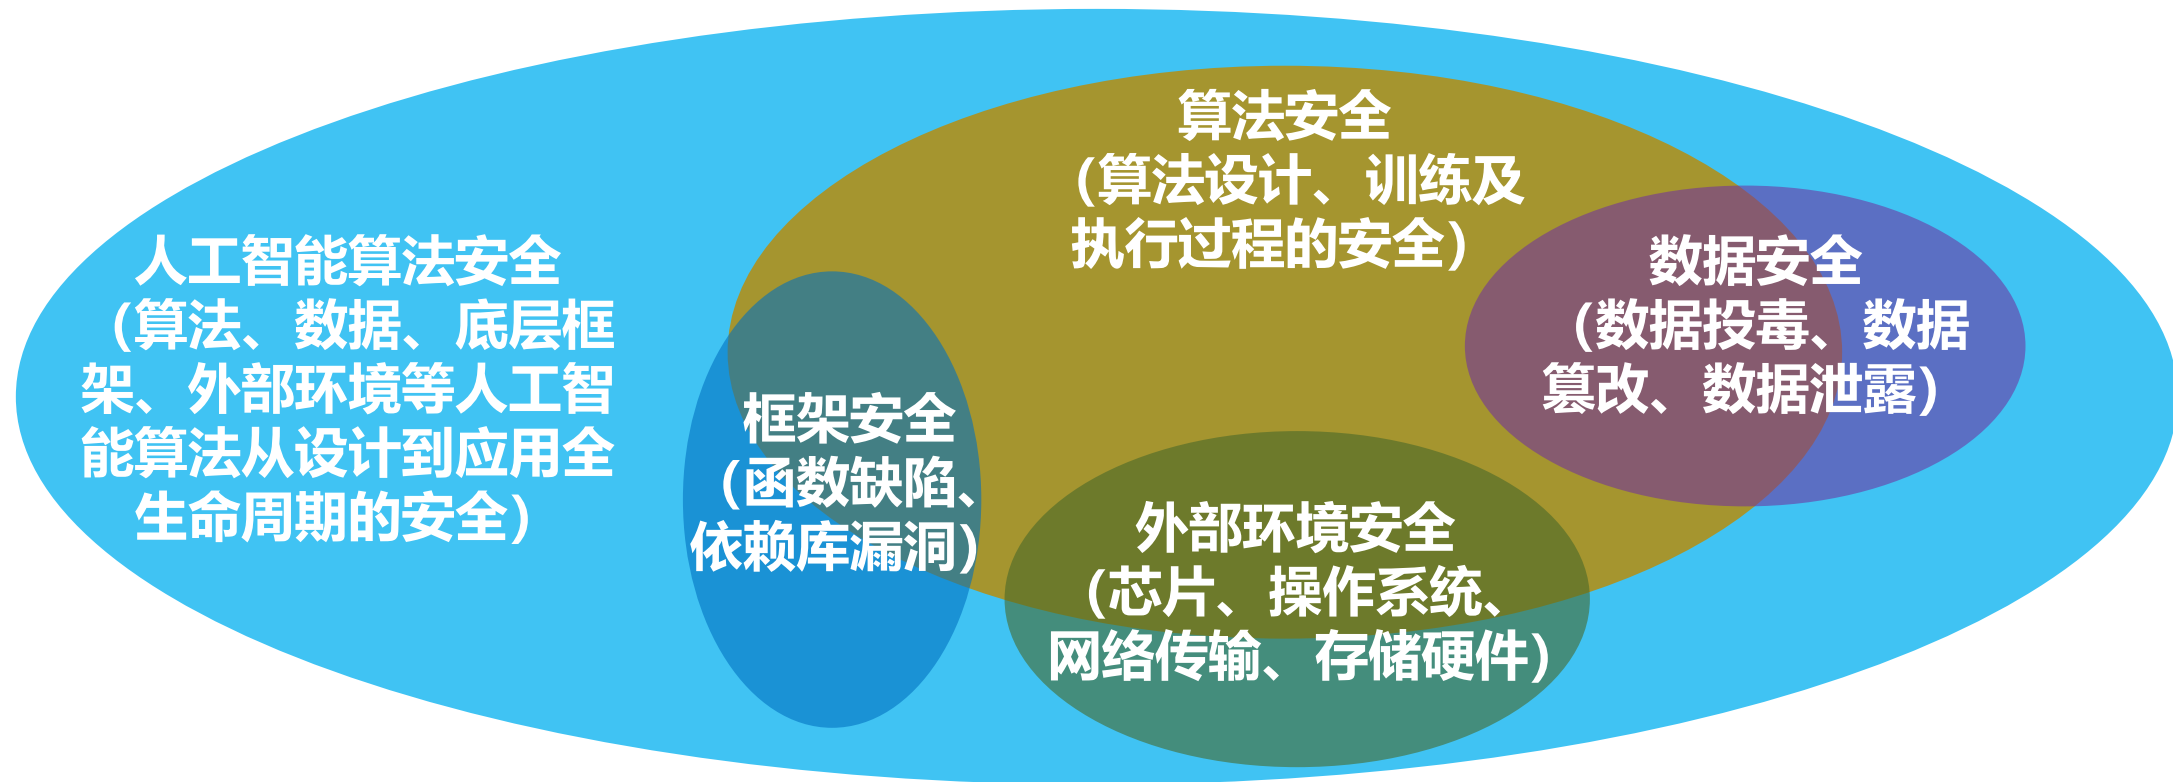 人工智能算法安全
（算法、数据、底层框
架、外部环境等人工智
能算法从设计到应用全
生命周期的安全）
算法安全
（算法设计、训练及
执行过程的安全）
数据安全
（数据投毒、数据
篡改、数据泄露）
框架安全
（函数缺陷、
依赖库漏洞）
外部环境安全
（芯片、操作系统、
网络传输、存储硬件）